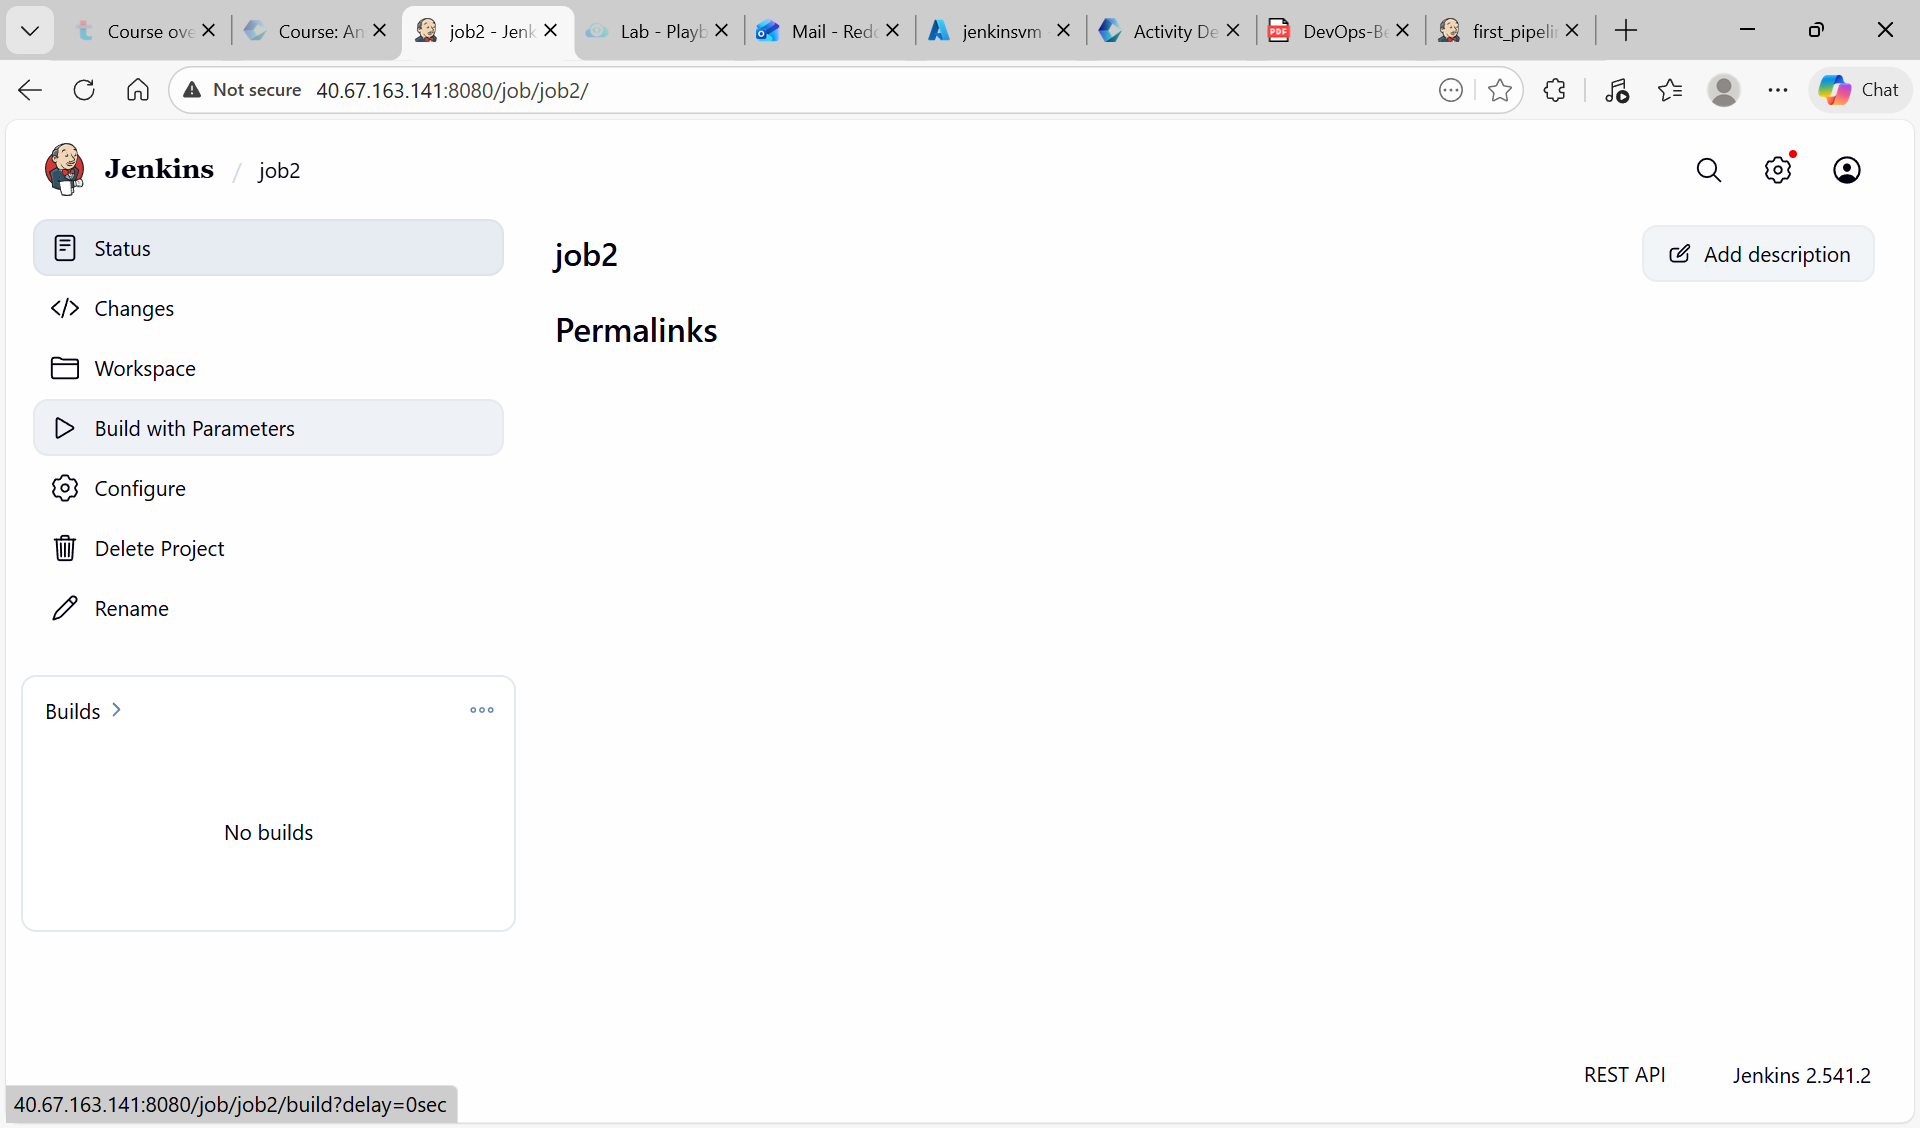 Course ove
Course: An
job2 - Jenk
Lab - Playb
Mail - Redd
jenkinsvm
Activity De
DevOps-Be
first_pipelin
Not secure
40.67.163.141:8080/job/job2/
Chat
Jenkins / job2
Status
Changes
Workspace
Build with Parameters
Configure
Delete Project
Rename
job2
Add description
Permalinks
Builds
No builds
REST API
Jenkins 2.541.2
40.67.163.141:8080/job/job2/build?delay=0sec